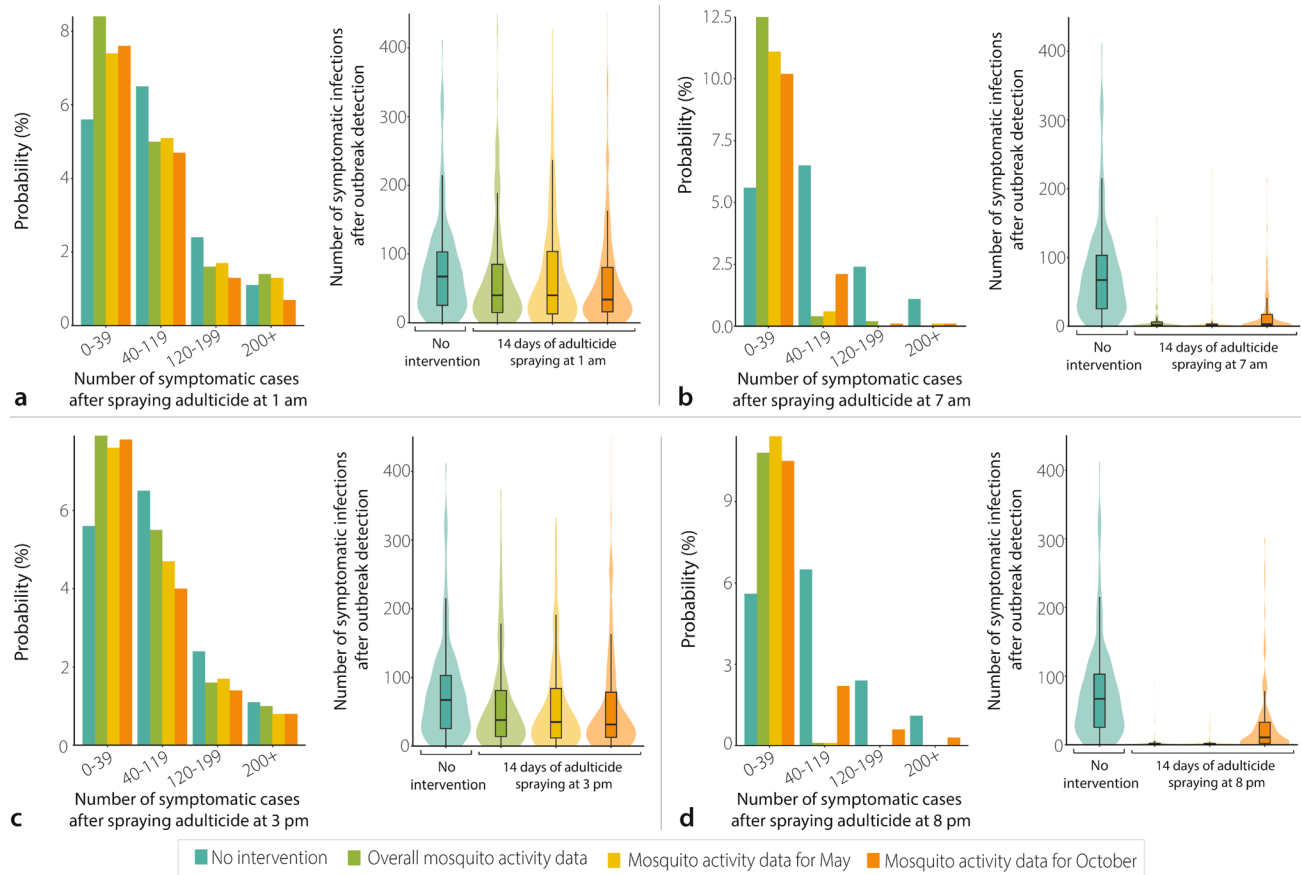 8
6
4
2
0
Probability (%)
0-39
40-119
120-199
200+
Number of symptomatic cases
after spraying adulticide at 1 am
a
Number of symptomatic infections
after outbreak detection
400
300
200
100
0
No
intervention
14 days of adulticide
spraying at 1 am
12.5
10.0
7.5
5.0
2.5
0.0
Probability (%)
0-39
40-119
120-199
200+
Number of symptomatic cases
after spraying adulticide at 7 am
b
Number of symptomatic infections
after outbreak detection
400
300
200
100
0
No
intervention
14 days of adulticide
spraying at 7 am
6
4
2
0
Probability (%)
0-39
40-119
120-199
200+
Number of symptomatic cases
after spraying adulticide at 3 pm
c
Number of symptomatic infections
after outbreak detection
400
300
200
100
0
No
intervention
14 days of adulticide
spraying at 3 pm
9
6
3
0
Probability (%)
0-39
40-119
120-199
200+
Number of symptomatic cases
after spraying adulticide at 8 pm
d
Number of symptomatic infections
after outbreak detection
400
300
200
100
0
No
intervention
14 days of adulticide
spraying at 8 pm
No intervention
Overall mosquito activity data
Mosquito activity data for May
Mosquito activity data for October